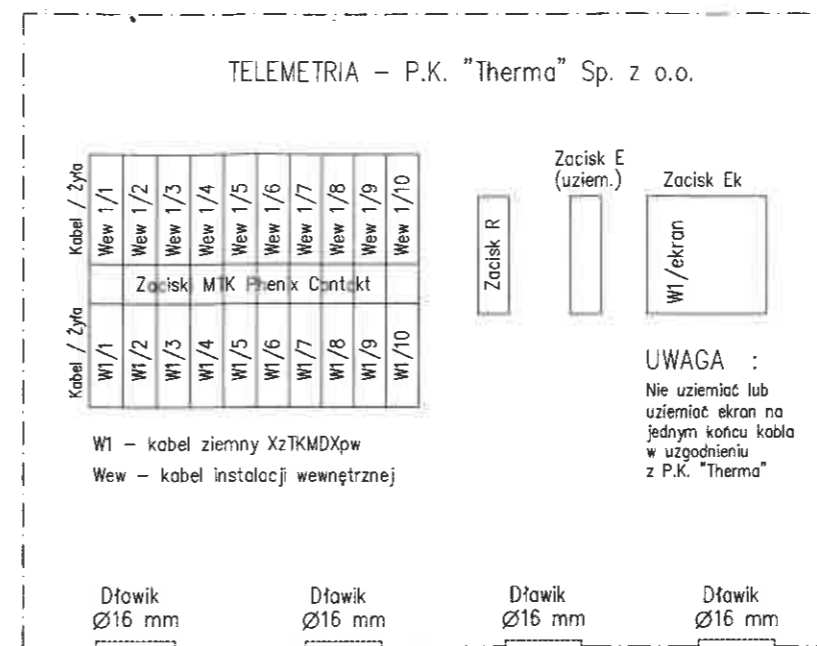 TELEMETRIA – P.K. "Therma" Sp. z o.o.
Kabel / Żyła
Wew 1/1
Wew 1/2
Wew 1/3
Wew 1/4
Wew 1/5
Wew 1/6
Wew 1/7
Wew 1/8
Wew 1/9
Wew 1/10
Zaciski MTK Phenix Contakt
Kabel / Żyła
W1/1
W1/2
W1/3
W1/4
W1/5
W1/6
W1/7
W1/8
W1/9
W1/10
W1 – kabel ziemny XzTKMDXpw
Wew – kabel instalacji wewnętrznej
Zacisk R
Zacisk E
(uziem.)
Zacisk Ek
W1/ekran
UWAGA :
Nie uziemiać lub
uziemiać ekran na
jednym końcu kabla
w uzgodnieniu
z P.K. "Therma"
Dławik
Ø16 mm
Dławik
Ø16 mm
Dławik
Ø16 mm
Dławik
Ø16 mm